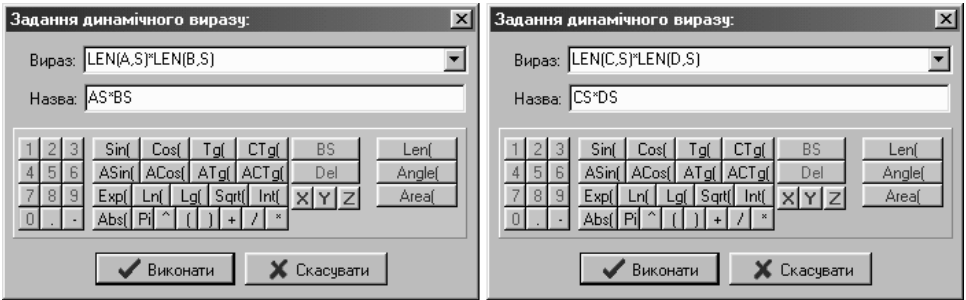 Задання динамічного виразу:
Вираз: LEN(A,S)*LEN(B,S)
Назва: AS*BS
1 2 3 Sin( Cos( Tg( CTg( BS Len(
4 5 6 ASin( ACos( ATg( ACTg( Del Angle(
7 8 9 Exp( Ln( Lg( Sqrt( Int( X Y Z Area(
0 . - Abs( Pi ^ ( ) + / *
Виконати Скасувати
Задання динамічного виразу:
Вираз: LEN(C,S)*LEN(D,S)
Назва: CS*DS
1 2 3 Sin( Cos( Tg( CTg( BS Len(
4 5 6 ASin( ACos( ATg( ACTg( Del Angle(
7 8 9 Exp( Ln( Lg( Sqrt( Int( X Y Z Area(
0 . - Abs( Pi ^ ( ) + / *
Виконати Скасувати